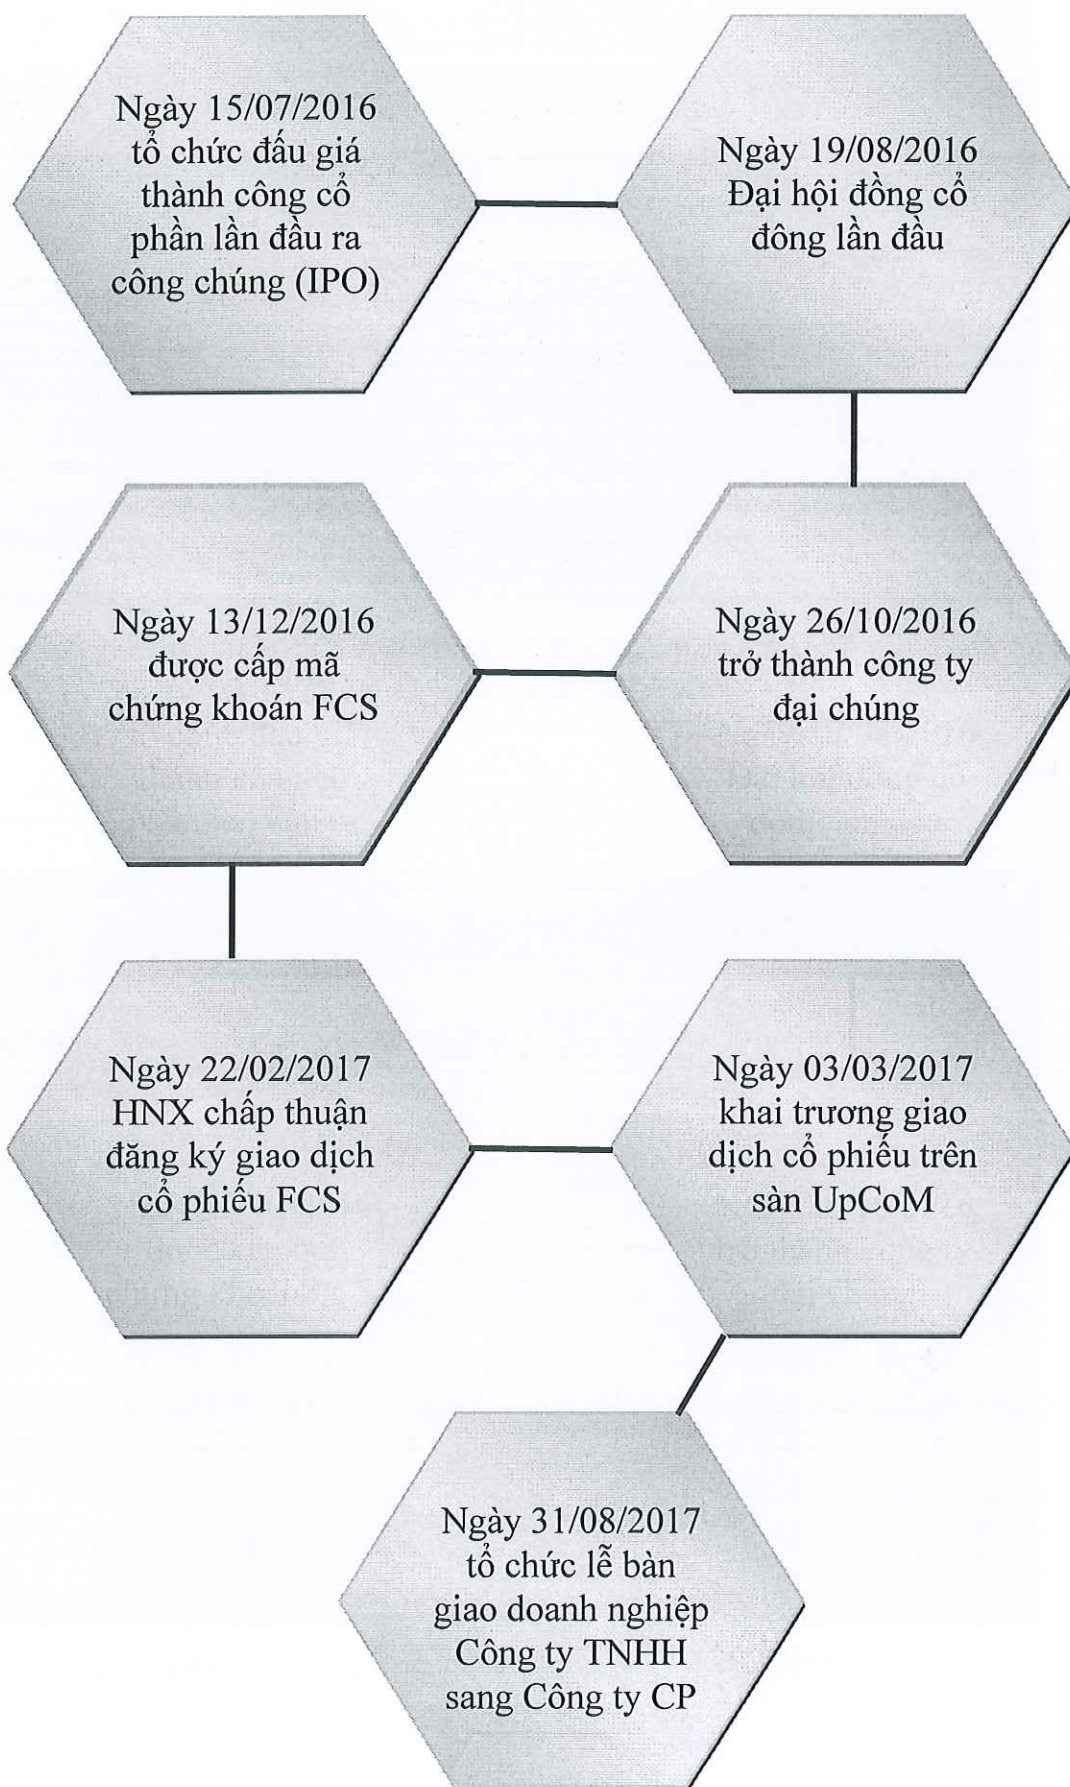 Ngày 15/07/2016
tổ chức đấu giá
thành công cổ
phần lần đầu ra
công chúng (IPO)
Ngày 19/08/2016
Đại hội đồng cổ
đông lần đầu
Ngày 26/10/2016
trở thành công ty
đại chúng
Ngày 13/12/2016
được cấp mã
chứng khoán FCS
Ngày 22/02/2017
HNX chấp thuận
đăng ký giao dịch
cổ phiếu FCS
Ngày 03/03/2017
khai trương giao
dịch cổ phiếu trên
sàn UpCoM
Ngày 31/08/2017
tổ chức lễ bàn
giao doanh nghiệp
Công ty TNHH
sang Công ty CP